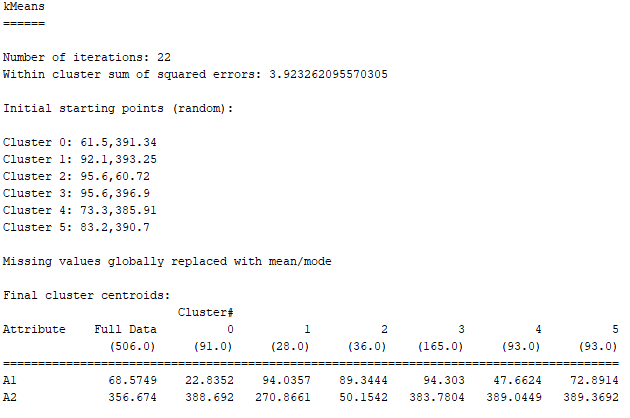 kMeans
======
Number of iterations: 22
Within cluster sum of squared errors: 3.923262095570305
Initial starting points (random):
Cluster 0: 61.5,391.34
Cluster 1: 92.1,393.25
Cluster 2: 95.6,60.72
Cluster 3: 95.6,396.9
Cluster 4: 73.3,385.91
Cluster 5: 83.2,390.7
Missing values globally replaced with mean/mode
Final cluster centroids:
Cluster#
Attribute Full Data 0 1 2 3 4 5
(506.0) (91.0) (28.0) (36.0) (165.0) (93.0) (93.0)
==========================================================================================
A1 68.5749 22.8352 94.0357 89.3444 94.303 47.6624 72.8914
A2 356.674 388.692 270.8661 50.1542 383.7804 389.0449 389.3692